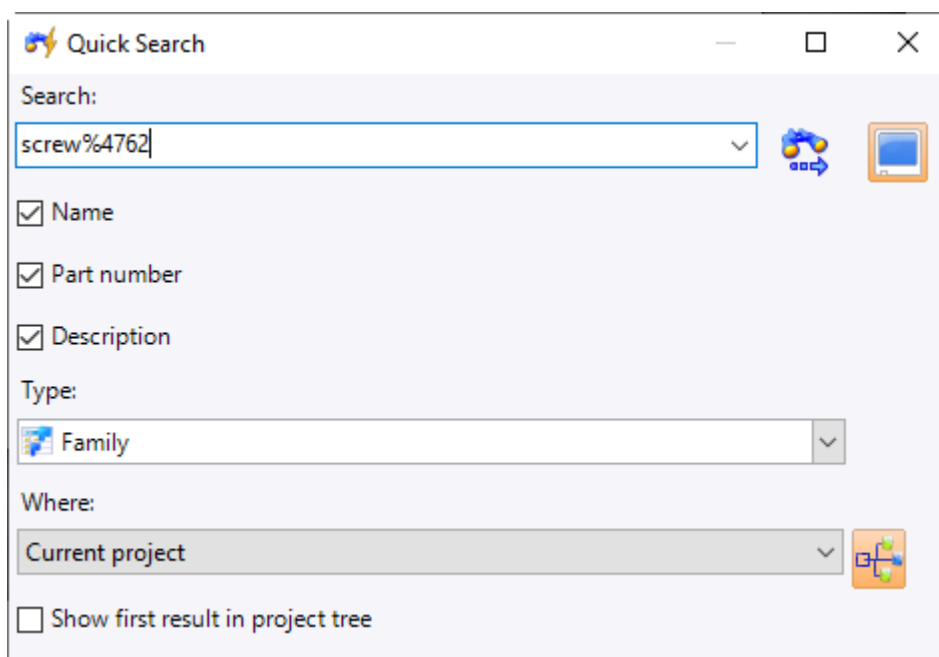 Quick Search
Search:
screw%4762
Name
Part number
Description
Type:
Family
Where:
Current project
Show first result in project tree